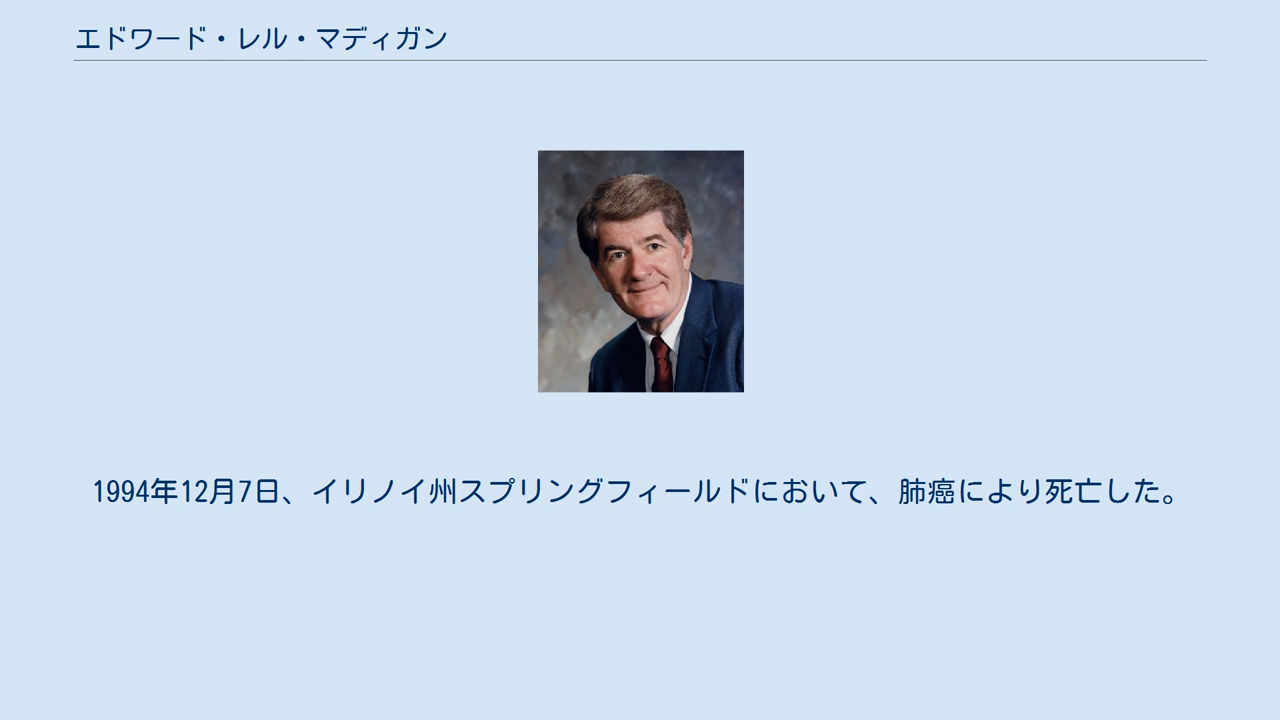 エドワード・レル・マディガン
1994年12月7日、イリノイ州スプリングフィールドにおいて、肺癌により死亡した。